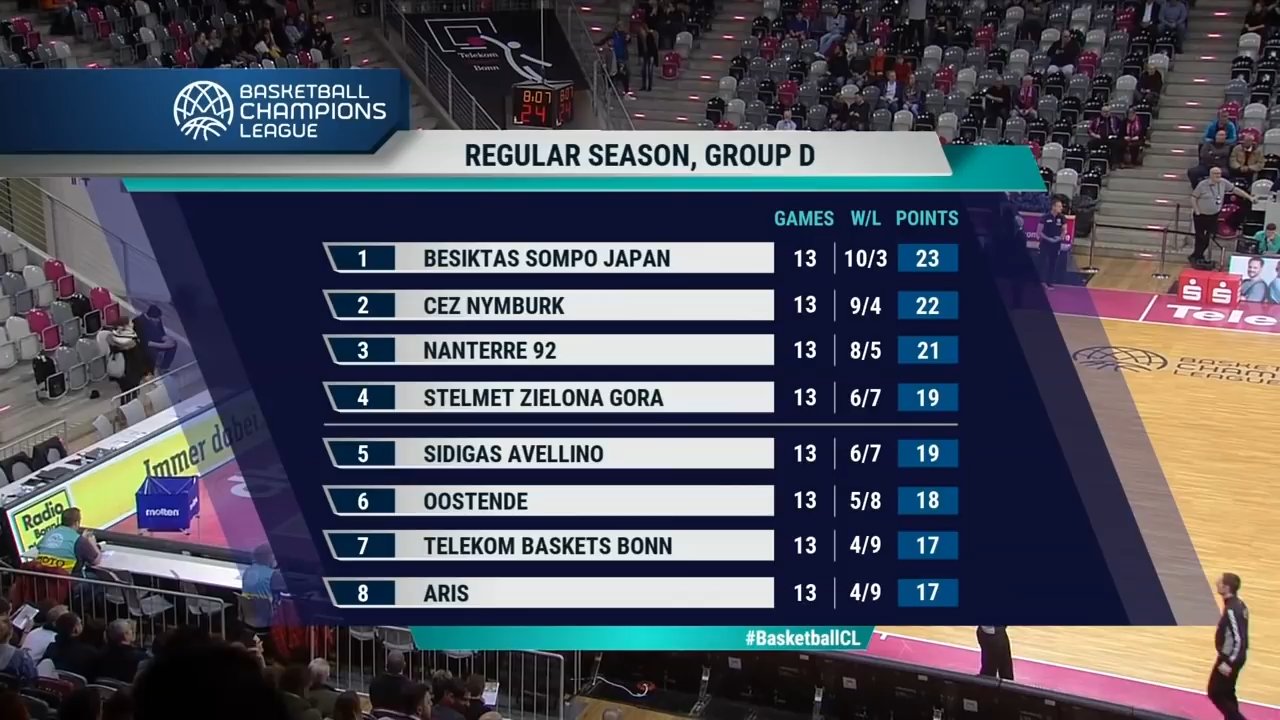 Telekom
Bonn
8:07
24
BASKETBALL
CHAMPIONS
LEAGUE
REGULAR SEASON, GROUP D
GAMES W/L POINTS
1 BESIKTAS SOMPO JAPAN 13 10/3 23
2 CEZ NYMBURK 13 9/4 22
3 NANTERRE 92 13 8/5 21
4 STELMET ZIELONA GORA 13 6/7 19
5 SIDIGAS AVELLINO 13 6/7 19
6 OOSTENDE 13 5/8 18
7 TELEKOM BASKETS BONN 13 4/9 17
8 ARIS 13 4/9 17
#BasketballCL
Tele
Immer dabei
molten
Radio